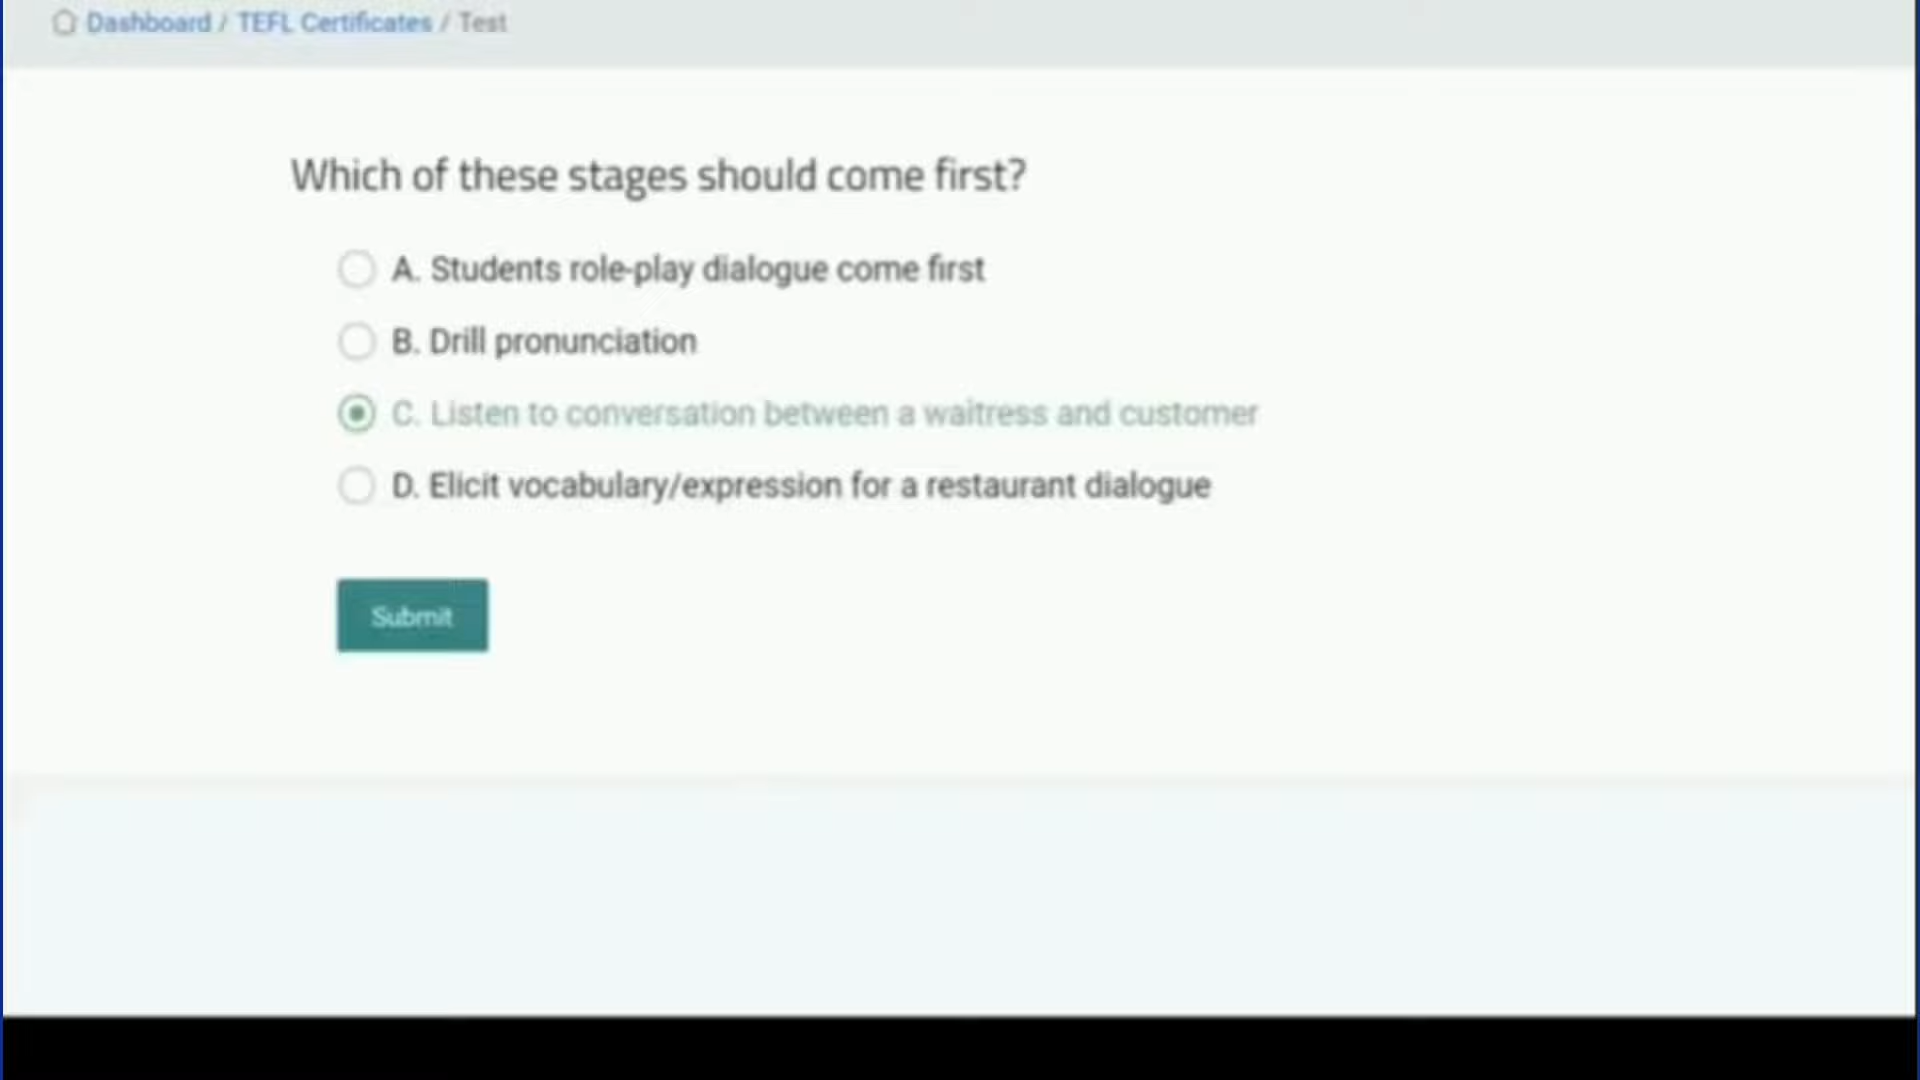 Dashboard / TEFL Certificates / Test
Which of these stages should come first?
A. Students role-play dialogue come first
B. Drill pronunciation
C. Listen to conversation between a waitress and customer
D. Elicit vocabulary/expression for a restaurant dialogue
Submit